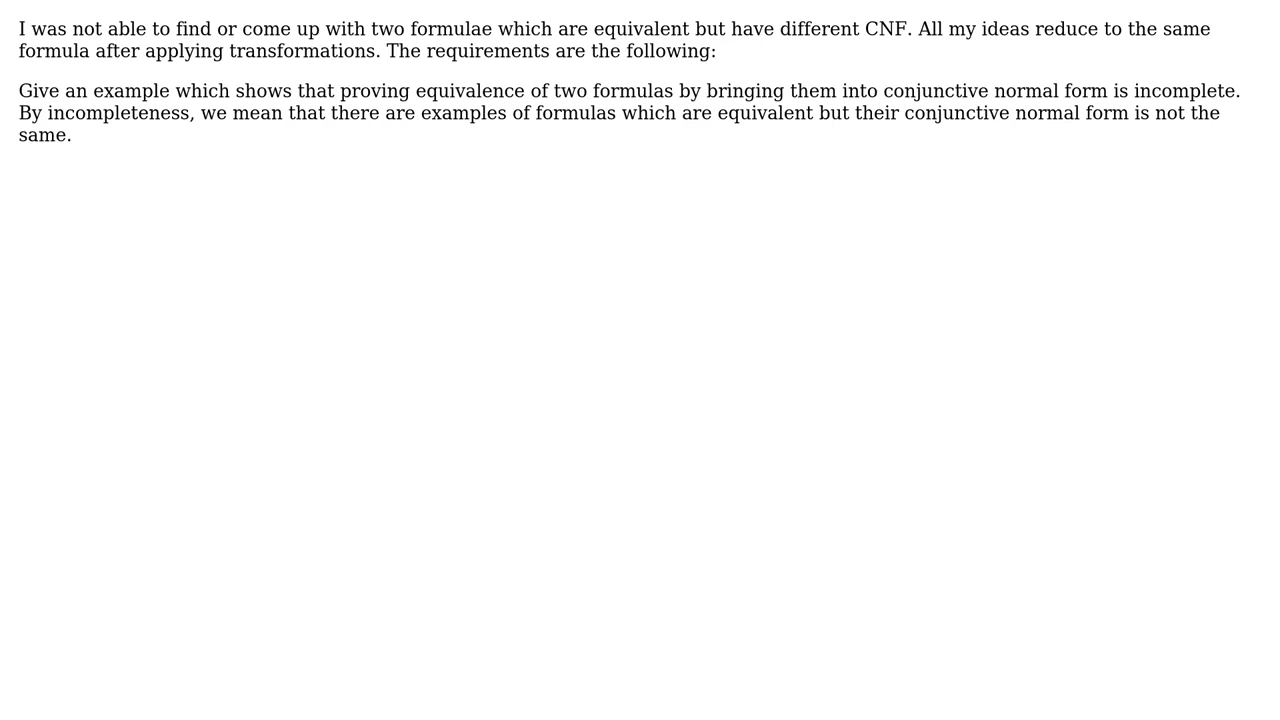 I was not able to find or come up with two formulae which are equivalent but have different CNF. All my ideas reduce to the same
formula after applying transformations. The requirements are the following:
Give an example which shows that proving equivalence of two formulas by bringing them into conjunctive normal form is incomplete.
By incompleteness, we mean that there are examples of formulas which are equivalent but their conjunctive normal form is not the
same.